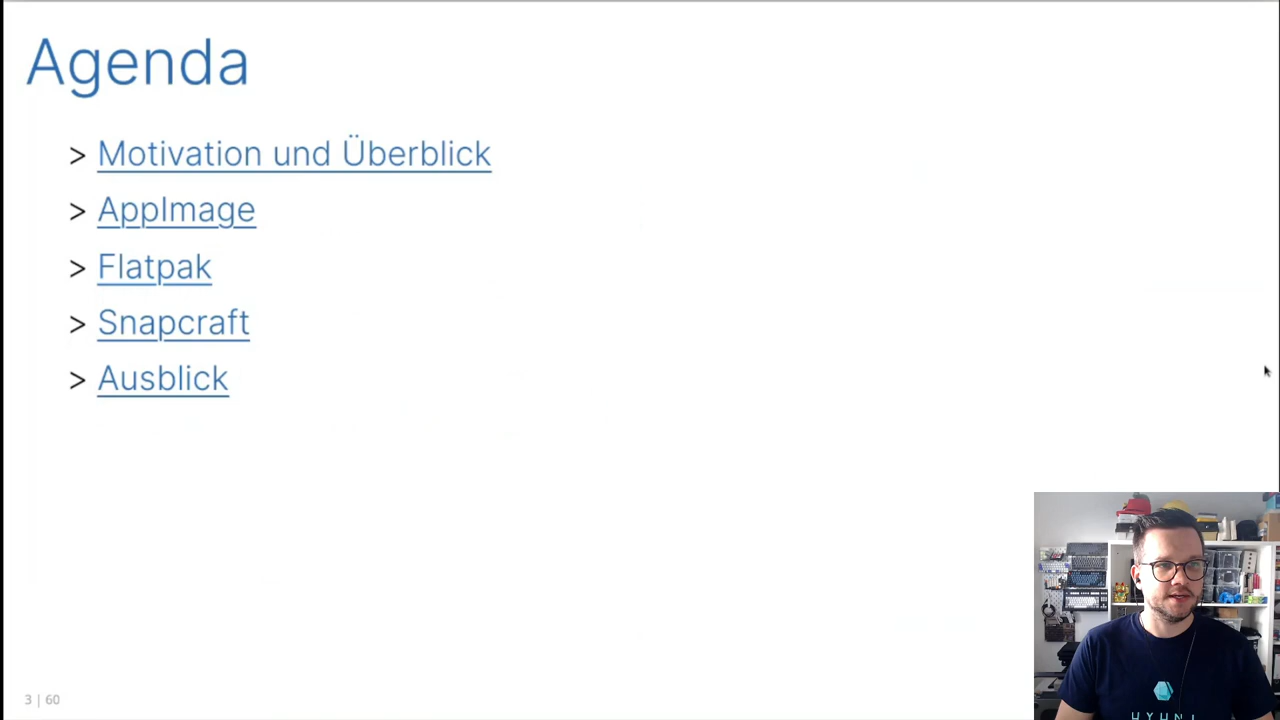 Agenda
> Motivation und Überblick
> AppImage
> Flatpak
> Snapcraft
> Ausblick
3 | 60